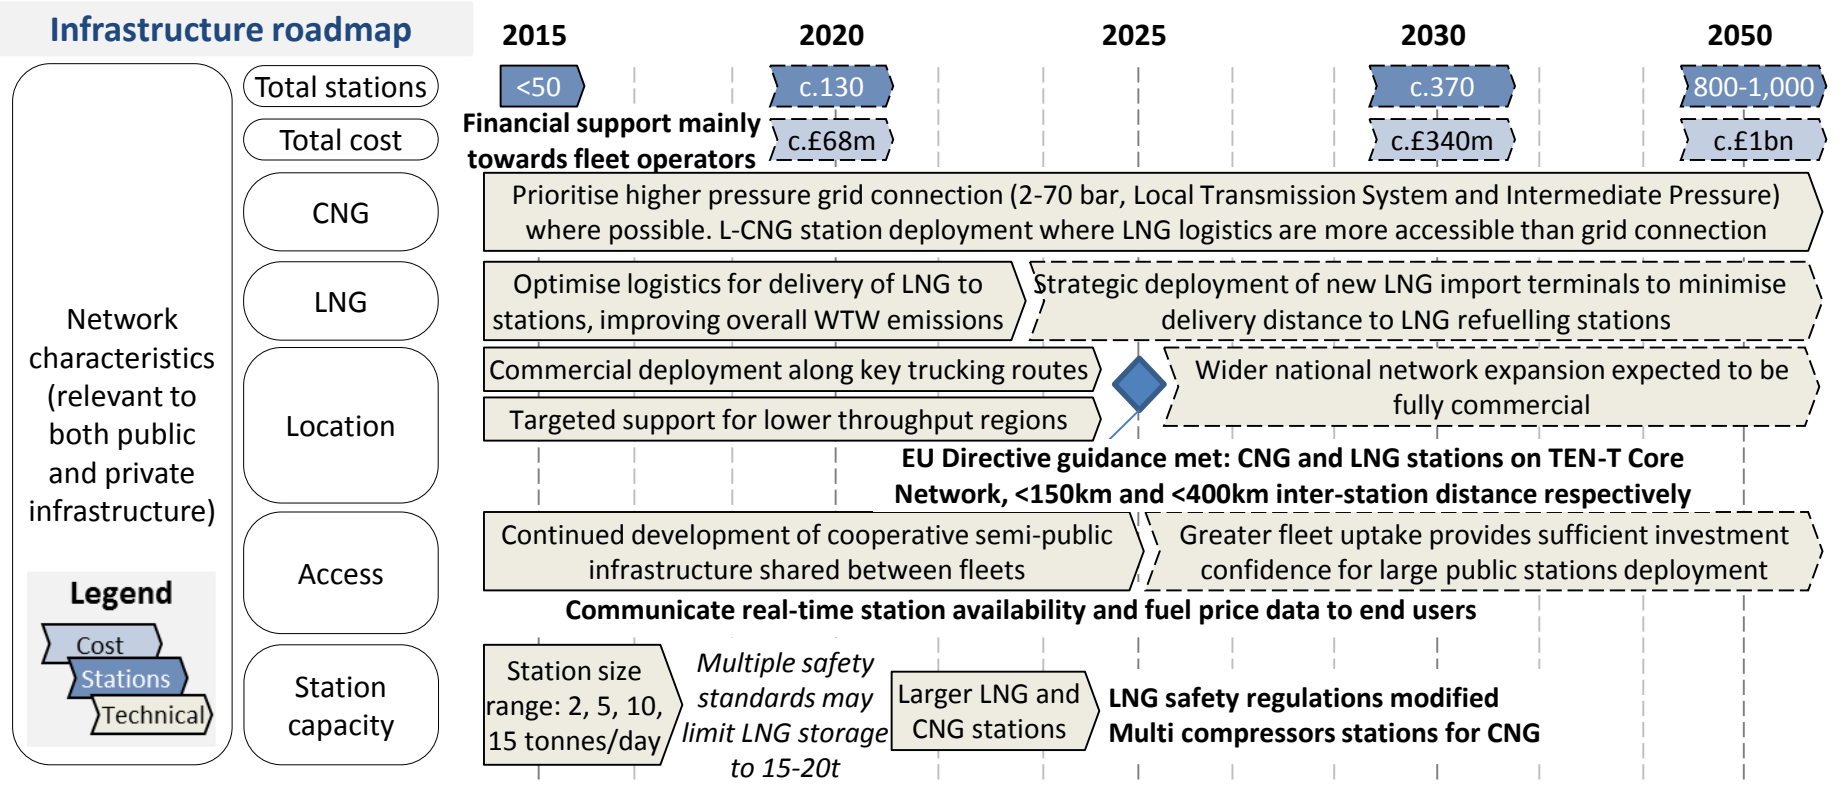 Infrastructure roadmap
2015
2020
2025
2030
2050
Total stations
<50
c.130
c.370
800-1,000
Total cost
Financial support mainly
towards fleet operators
c.£68m
c.£340m
c.£1bn
CNG
Prioritise higher pressure grid connection (2-70 bar, Local Transmission System and Intermediate Pressure)
where possible. L-CNG station deployment where LNG logistics are more accessible than grid connection
LNG
Optimise logistics for delivery of LNG to
stations, improving overall WTW emissions
Strategic deployment of new LNG import terminals to minimise
delivery distance to LNG refuelling stations
Network
characteristics
(relevant to
both public
and private
infrastructure)
Location
Commercial deployment along key trucking routes
Targeted support for lower throughput regions
Wider national network expansion expected to be
fully commercial
EU Directive guidance met: CNG and LNG stations on TEN-T Core
Network, <150km and <400km inter-station distance respectively
Access
Continued development of cooperative semi-public
infrastructure shared between fleets
Greater fleet uptake provides sufficient investment
confidence for large public stations deployment
Communicate real-time station availability and fuel price data to end users
Legend
Cost
Stations
Technical
Station
capacity
Station size
range: 2, 5, 10,
15 tonnes/day
Multiple safety
standards may
limit LNG storage
to 15-20t
Larger LNG and
CNG stations
LNG safety regulations modified
Multi compressors stations for CNG